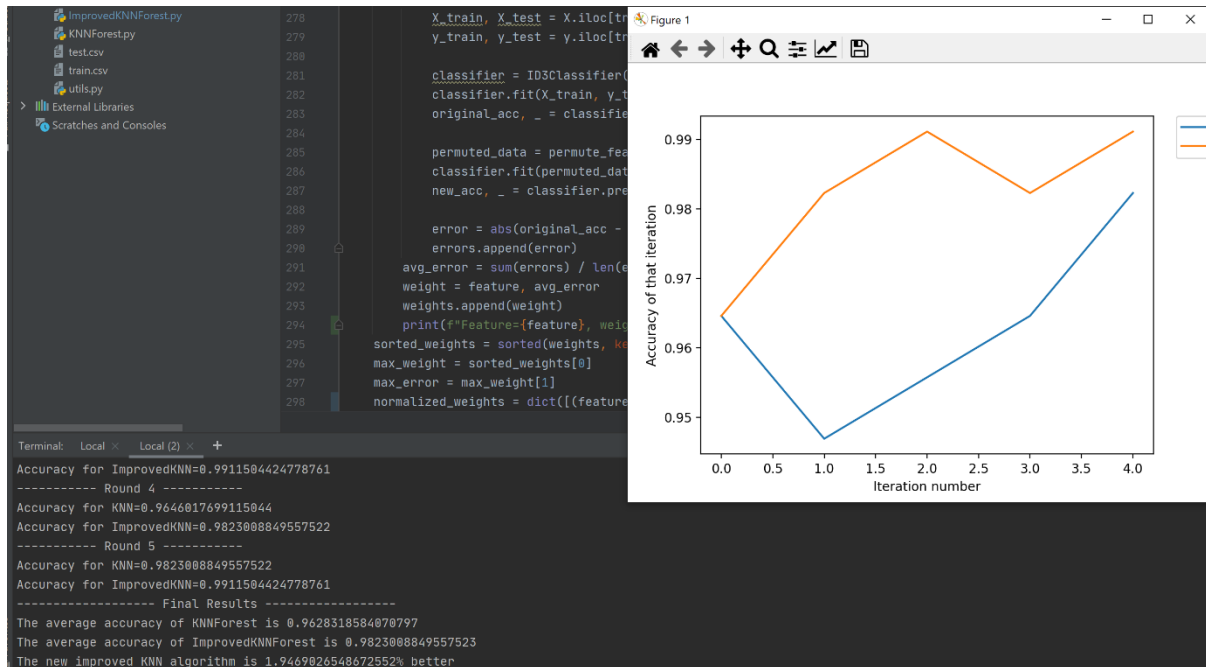 ImprovedKNNForest.py
KNNForest.py
test.csv
train.csv
utils.py
External Libraries
Scratches and Consoles
278 X_train, X_test = X.iloc[tr
279 y_train, y_test = y.iloc[tr
280
281 classifier = ID3Classifier(
282 classifier.fit(X_train, y_t
283 original_acc, _ = classifie
284
285 permuted_data = permute_fea
286 classifier.fit(permuted_dat
287 new_acc, _ = classifier.pre
288
289 error = abs(original_acc -
290 errors.append(error)
291 avg_error = sum(errors) / len(e
292 weight = feature, avg_error
293 weights.append(weight)
294 print(f"Feature={feature}, weig
295 sorted_weights = sorted(weights, ke
296 max_weight = sorted_weights[0]
297 max_error = max_weight[1]
298 normalized_weights = dict([(feature
Figure 1
0.99
0.98
0.97
0.96
0.95
Accuracy of that iteration
0.0 0.5 1.0 1.5 2.0 2.5 3.0 3.5 4.0
Iteration number
Terminal: Local Local (2)
Accuracy for ImprovedKNN=0.9911504424778761
----------- Round 4 -----------
Accuracy for KNN=0.9646017699115044
Accuracy for ImprovedKNN=0.9823008849557522
----------- Round 5 -----------
Accuracy for KNN=0.9823008849557522
Accuracy for ImprovedKNN=0.9911504424778761
------------------- Final Results ------------------
The average accuracy of KNNForest is 0.9628318584070797
The average accuracy of ImprovedKNNForest is 0.9823008849557523
The new improved KNN algorithm is 1.9469026548672552% better